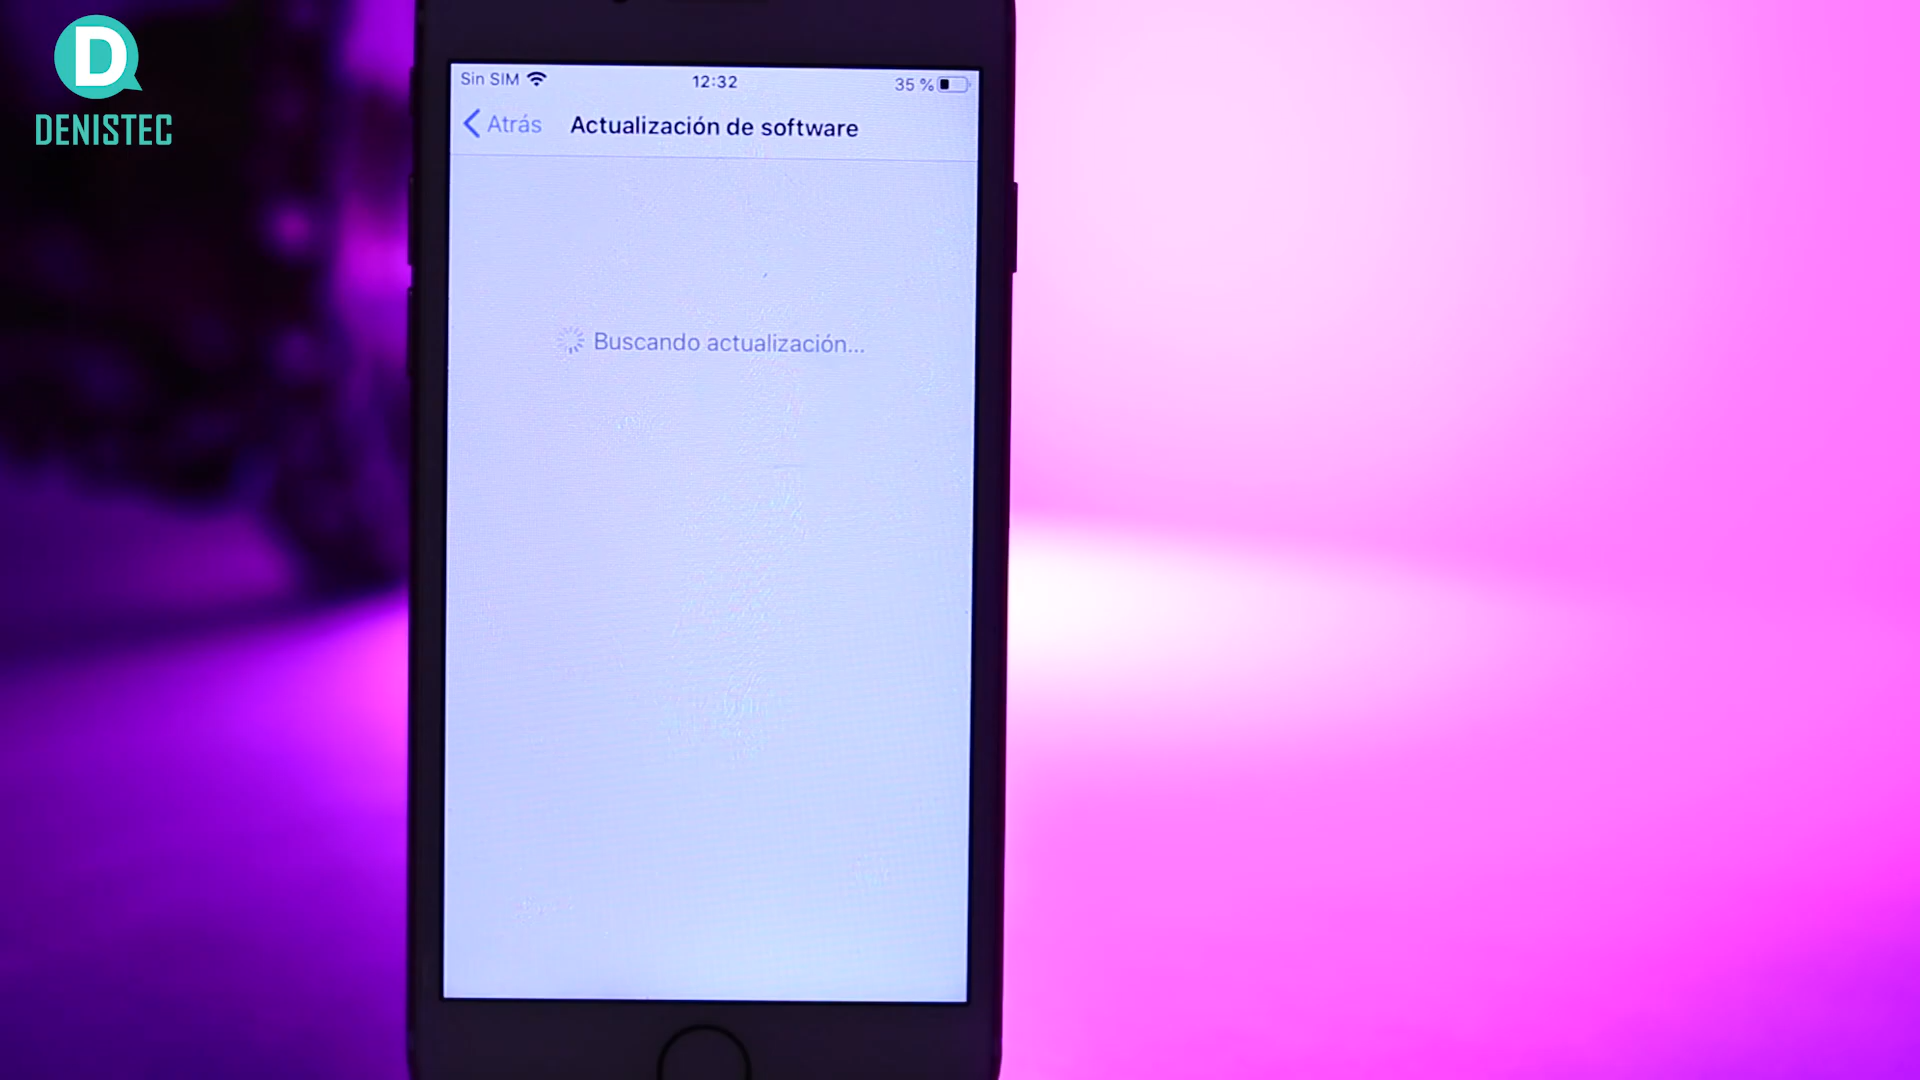 D
DENISTEC
Sin SIM 12:32 35 %
Atrás Actualización de software
Buscando actualización...